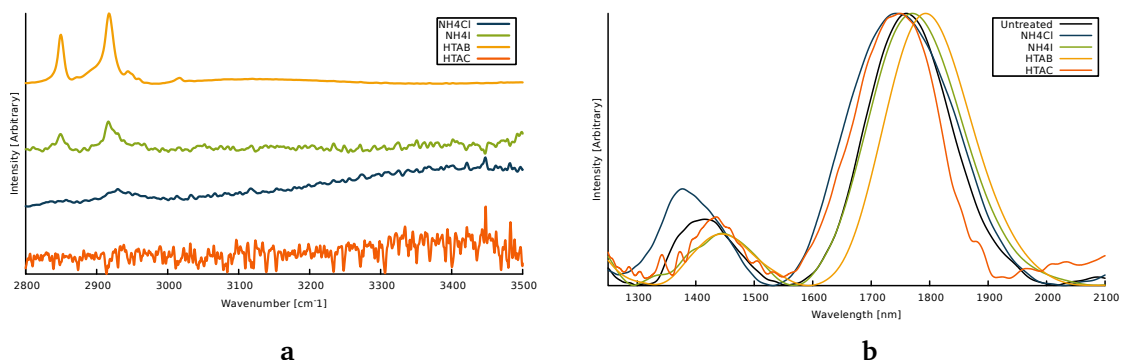 Intensity [Arbitrary]
NH4Cl
NH4I
HTAB
HTAC
2800 2900 3000 3100 3200 3300 3400 3500
Wavenumber [cm⁻1]
a
Intensity [Arbitrary]
Untreated
NH4Cl
NH4I
HTAB
HTAC
1300 1400 1500 1600 1700 1800 1900 2000 2100
Wavelength [nm]
b